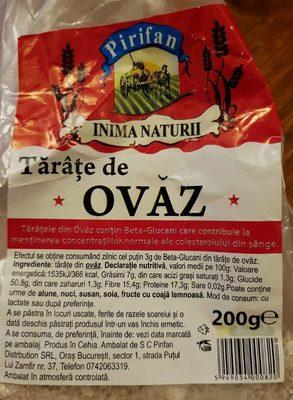 Pirifan
INIMA NATURII
Tărâțe de
OVĂZ
Tărâțele din Ovăz conțin Beta-Glucani care contribuie la
menținerea concentrațiilor normale ale colesterolului din sânge.
Efectul se obține consumând zilnic cel puțin 3g de Beta-Glucani din tărâțe de ovăz.
Ingrediente: tărâțe din ovăz. Declarație nutritivă, valori medii pe 100g: Valoare
energetică:1535kJ/366 kcal, Grăsimi 7g, din care acizi grași saturați 1,3g; Glucide
50,8g, din care zaharuri 1,3g; Fibre 15,4g; Proteine 17,3g; Sare 0,02g.Poate conține
urme de alune, nuci, susan, soia, fructe cu coajă lemnoasă. Mod de consum: cu
lactate sau după preferințe.
A se păstra în locuri uscate, ferite de razele soarelui și o
dată deschis păstrați produsul într-un vas închis ermetic.
A se consuma, de preferință, înainte de: vezi data marcată
pe ambalaj. Produs în Cehia. Ambalat de S C Pirifan
Distrbution SRL, Oraș București, sector 1, strada Puțul
Lui Zamfir nr. 37, Telefon 0742063319.
Ambalat în atmosferă controlată.
200g℮
5949034000820